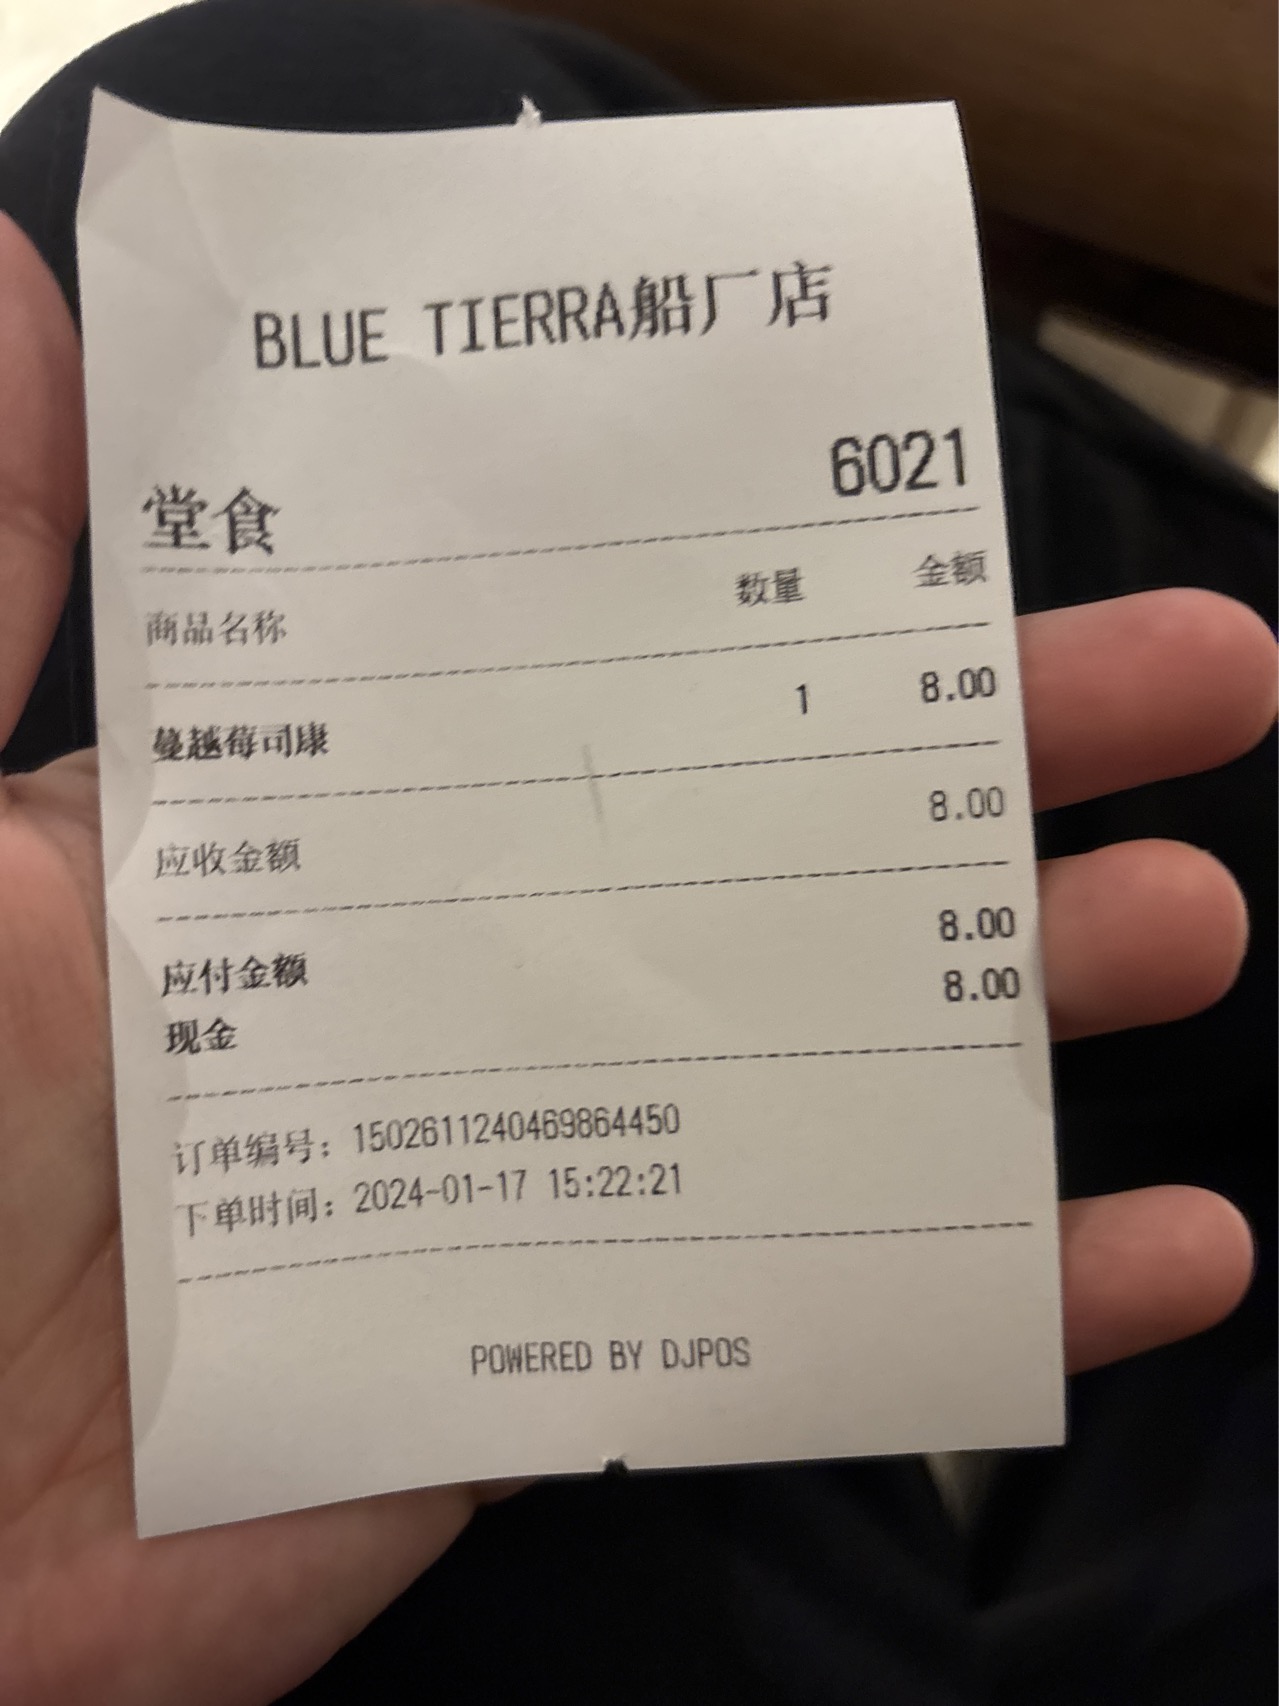 BLUE TIERRA船厂店
堂食 6021
商品名称 数量 金额
蔓越莓司康 1 8.00
应收金额 8.00
应付金额 8.00
现金 8.00
订单编号：1502611240469864450
下单时间：2024-01-17 15:22:21
POWERED BY DJPOS